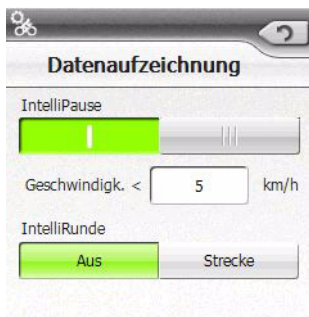 Datenaufzeichnung
IntelliPause
Geschwindigk. < 5 km/h
IntelliRunde
Aus Strecke